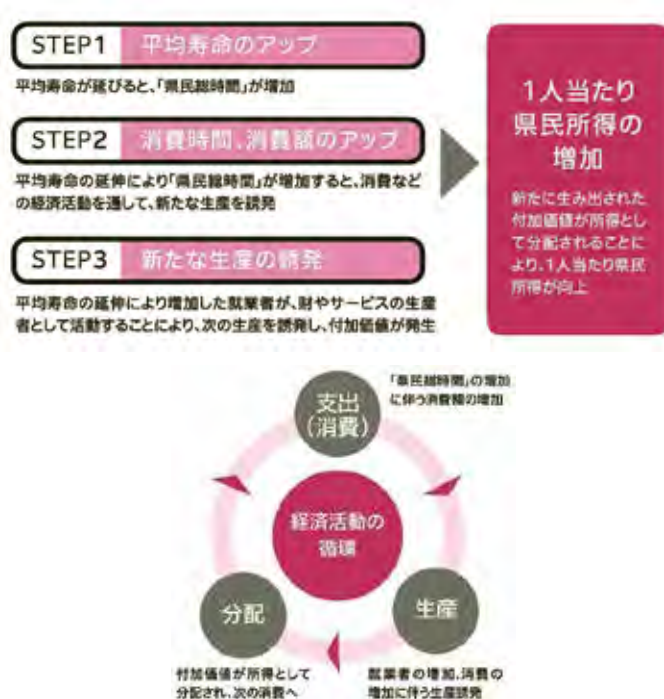 STEP1 平均寿命のアップ
平均寿命が延びると、「県民総時間」が増加
STEP2 消費時間、消費額のアップ
平均寿命の延伸により「県民総時間」が増加すると、消費など
の経済活動を通して、新たな生産を誘発
STEP3 新たな生産の誘発
平均寿命の延伸により増加した就業者が、財やサービスの生産
者として活動することにより、次の生産を誘発し、付加価値が発生
1人当たり
県民所得の
増加
新たに生み出された
付加価値が所得とし
て分配されることに
より、1人当たり県民
所得が向上
支出
(消費)
「県民総時間」の増加
に伴う消費額の増加
経済活動の
循環
分配
生産
付加価値が所得として
分配され、次の消費へ
就業者の増加、消費の
増加に伴う生産誘発